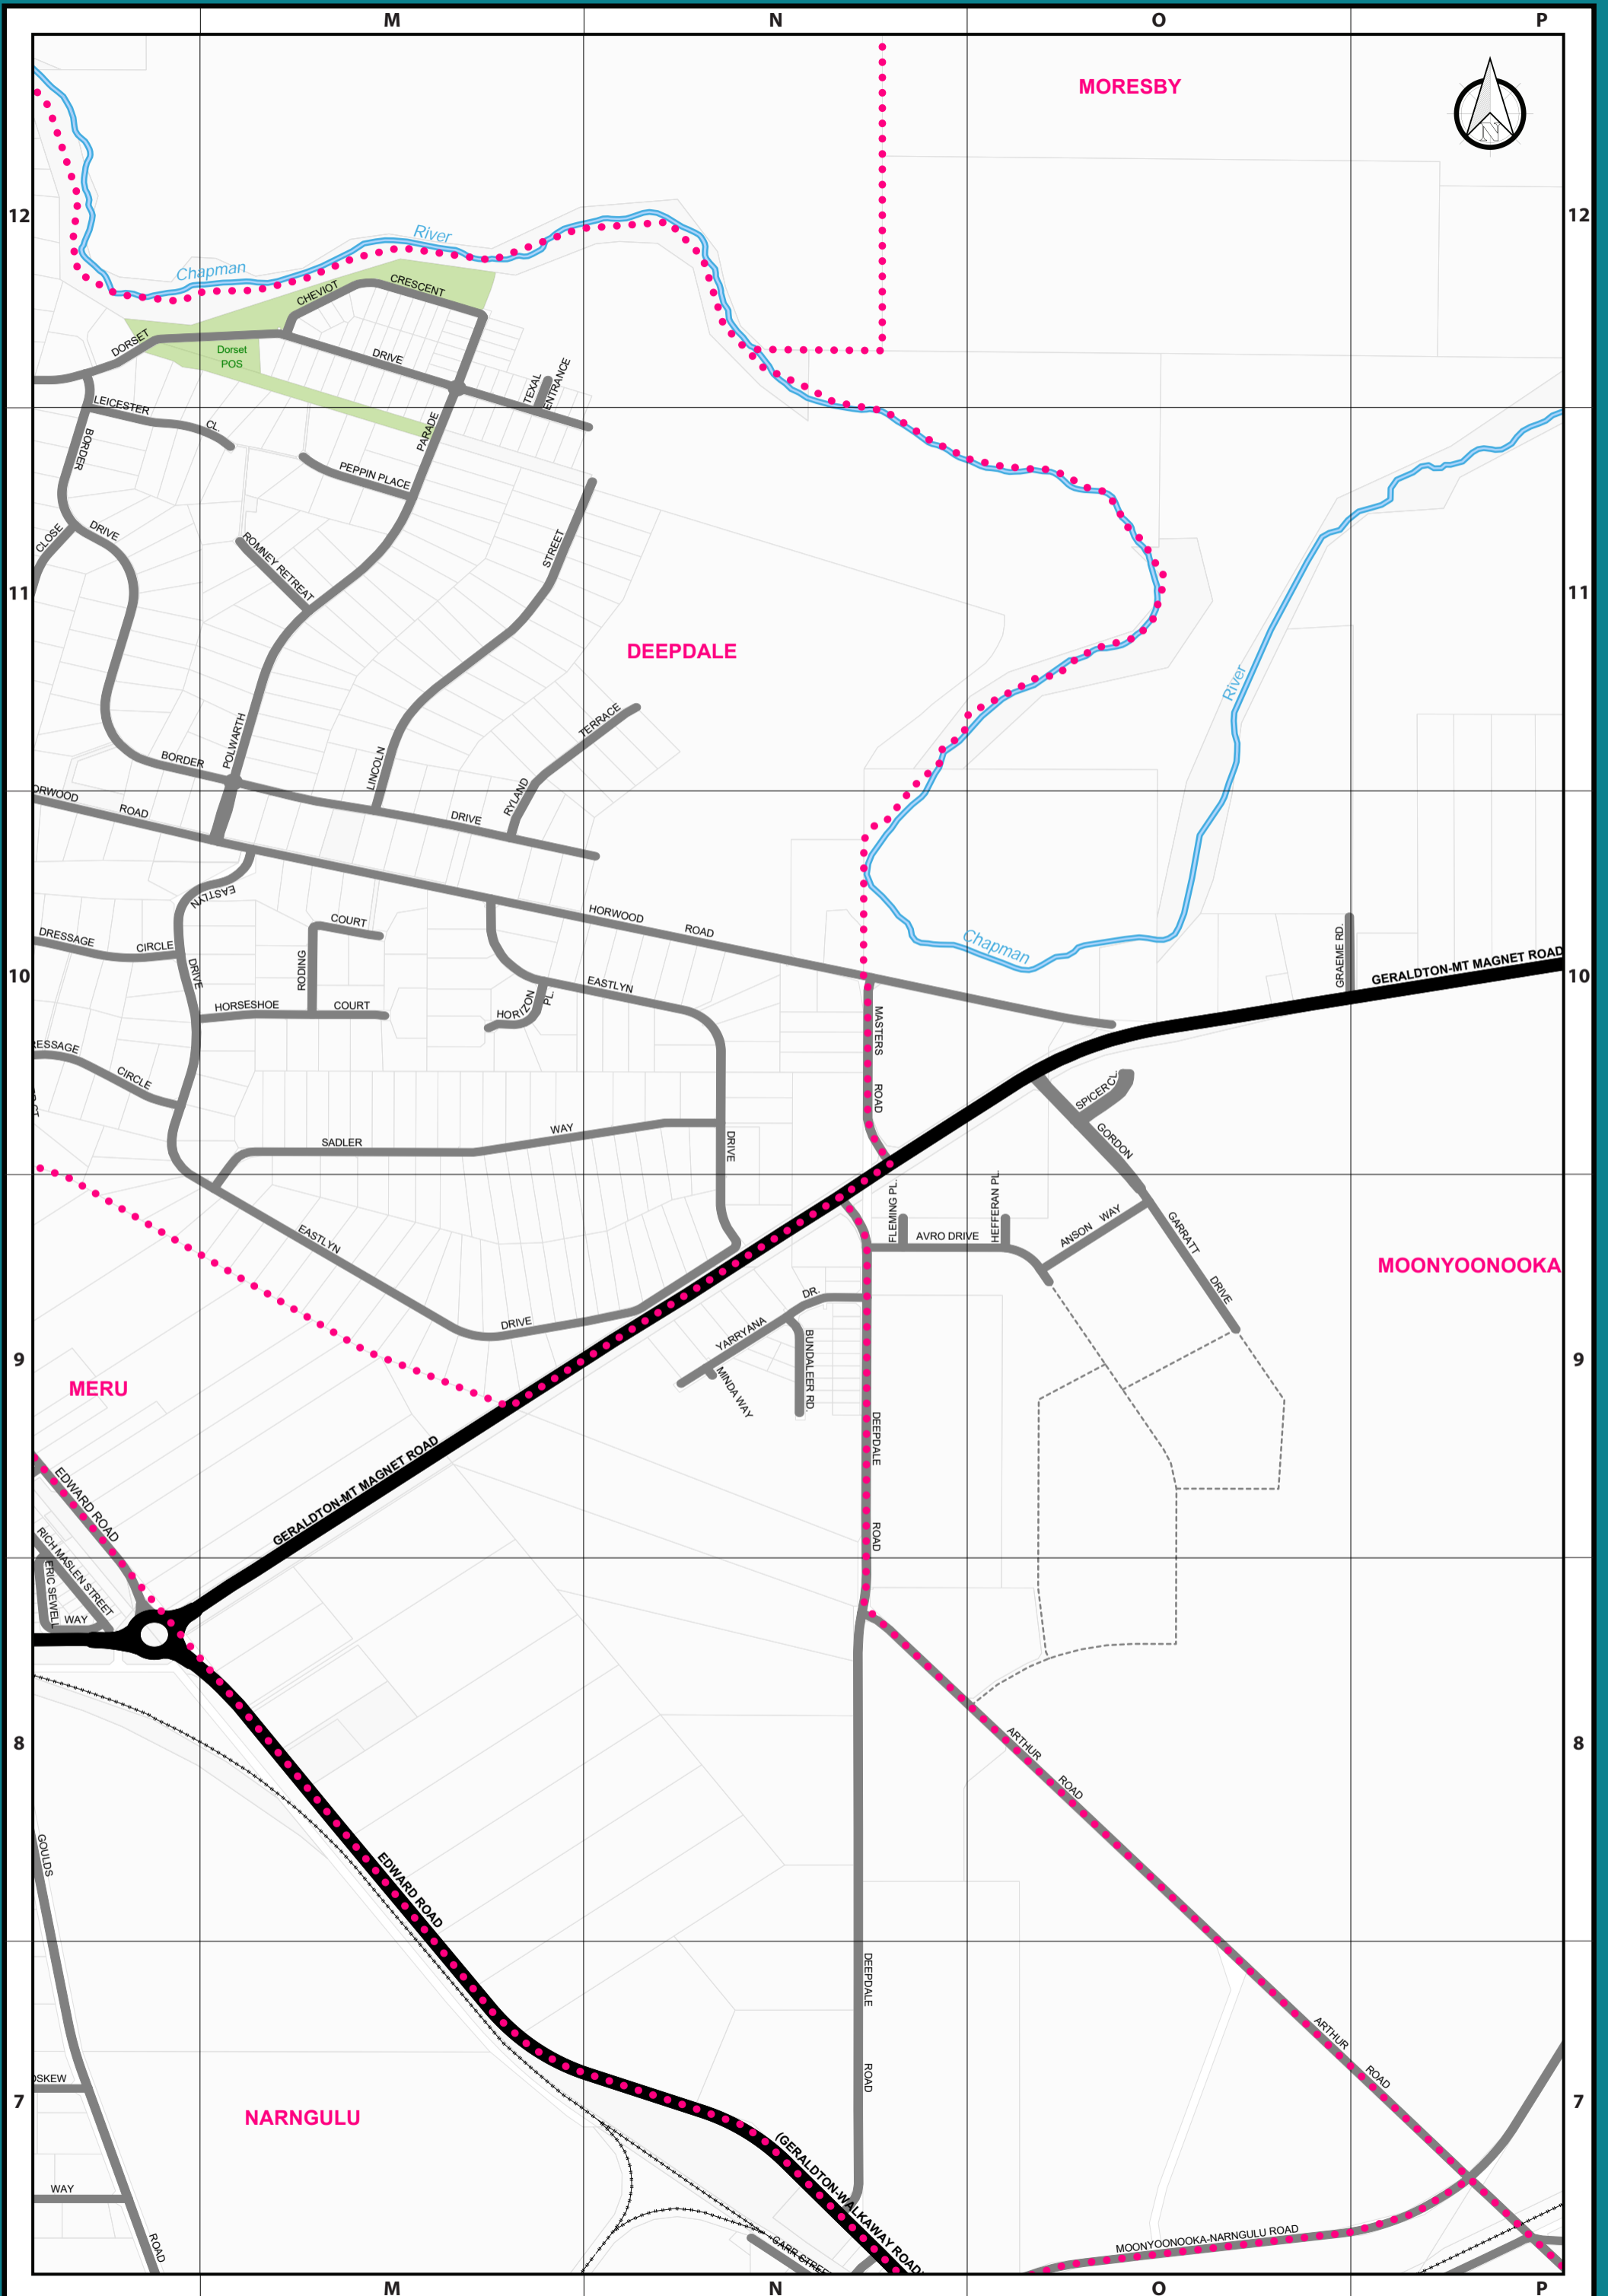 M N O P
MORESBY
N
12 12
River
Chapman
CHEVIOT
CRESCENT
DORSET
Dorset
POS
DRIVE
TEXAL
ENTRANCE
LEICESTER
CL.
PARADE
BORDER
PEPPIN PLACE
CLOSE
DRIVE
STREET
ROMNEY RETREAT
11 11
DEEPDALE
River
TERRACE
POLWARTH
BORDER
LINCOLN
RYLAND
ORWOOD
ROAD
DRIVE
EASTLYN
HORWOOD
ROAD
COURT
DRESSAGE
CIRCLE
Chapman
GRAEME RD.
GERALDTON-MT MAGNET ROAD
RODING
DRIVE
10 10
EASTLYN
HORSESHOE
COURT
HORIZON
PL.
MASTERS
ROAD
RESSAGE
CIRCLE
SPICER CL.
GORDON
SADLER
WAY
DRIVE
FLEMING PL.
HEFFERAN PL.
AVRO DRIVE
ANSON WAY
GARRATT
DRIVE
EASTLYN
MOONYOONOOKA
DRIVE
YARRYANA
DR.
BUNDALEER RD.
MINDA WAY
9 9
MERU
DEEPDALE
ROAD
GERALDTON-MT MAGNET ROAD
EDWARD ROAD
RICH MASLEN STREET
ERIC SEWELL
WAY
8 8
ARTHUR
ROAD
GOULDS
EDWARD ROAD
DEEPDALE
ROAD
ARTHUR
ROAD
OSKEW
7 7
NARNGULU
(GERALDTON-WALKAWAY ROAD)
WAY
ROAD
CARR STREE
MOONYOONOOKA-NARNGULU ROAD
M N O P